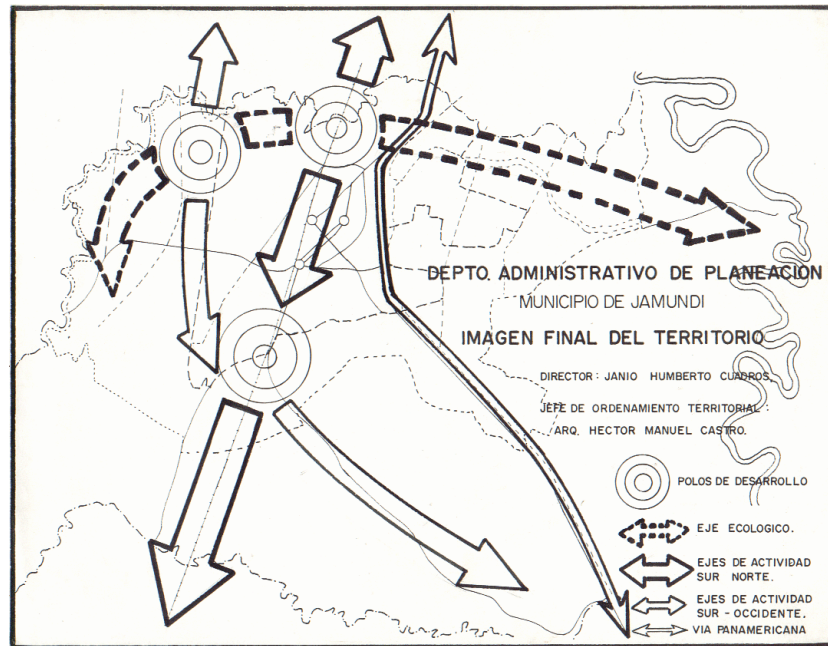 DEPTO. ADMINISTRATIVO DE PLANEACION
MUNICIPIO DE JAMUNDI
IMAGEN FINAL DEL TERRITORIO
DIRECTOR: JANIO HUMBERTO CUADROS.
JEFE DE ORDENAMIENTO TERRITORIAL:
ARQ. HECTOR MANUEL CASTRO.
POLOS DE DESARROLLO
EJE ECOLOGICO.
EJES DE ACTIVIDAD
SUR NORTE.
EJES DE ACTIVIDAD
SUR - OCCIDENTE.
VIA PANAMERICANA